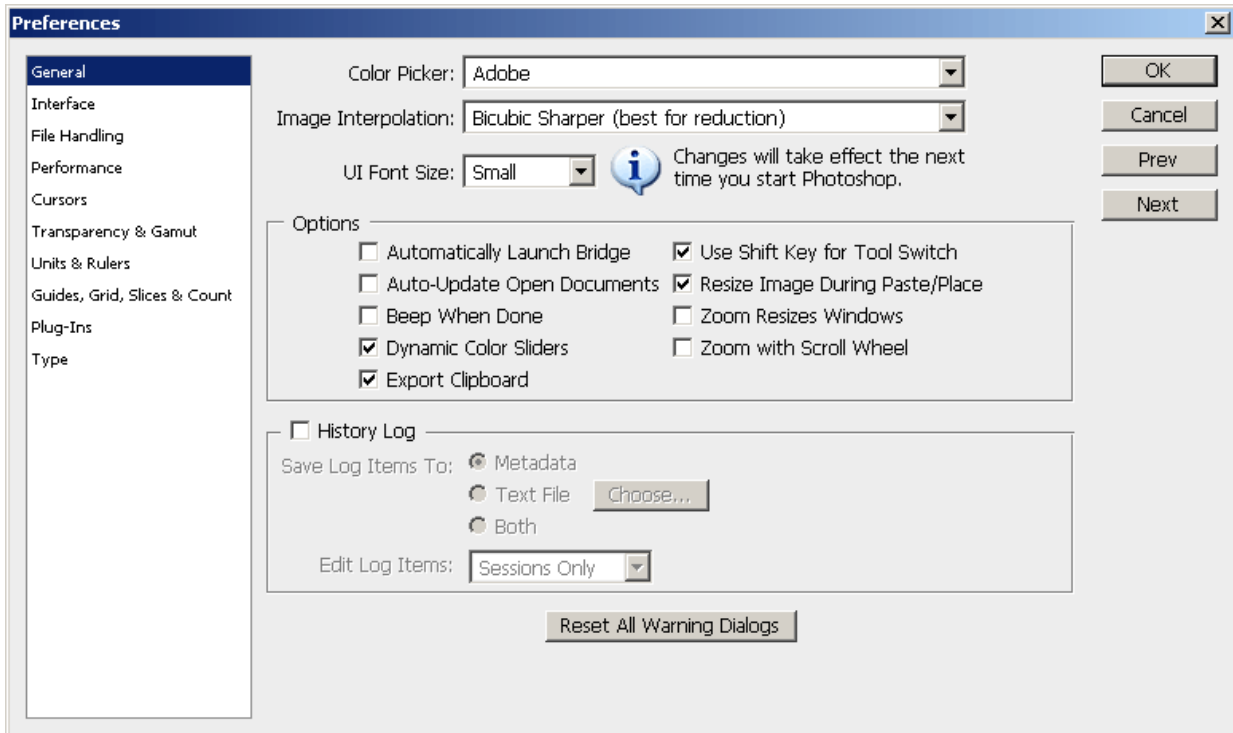 Preferences
General
Interface
File Handling
Performance
Cursors
Transparency & Gamut
Units & Rulers
Guides, Grid, Slices & Count
Plug-Ins
Type
Color Picker: Adobe
Image Interpolation: Bicubic Sharper (best for reduction)
UI Font Size: Small
Changes will take effect the next
time you start Photoshop.
Options
Automatically Launch Bridge
Auto-Update Open Documents
Beep When Done
Dynamic Color Sliders
Export Clipboard
Use Shift Key for Tool Switch
Resize Image During Paste/Place
Zoom Resizes Windows
Zoom with Scroll Wheel
History Log
Save Log Items To: Metadata
Text File Choose...
Both
Edit Log Items: Sessions Only
Reset All Warning Dialogs
OK
Cancel
Prev
Next